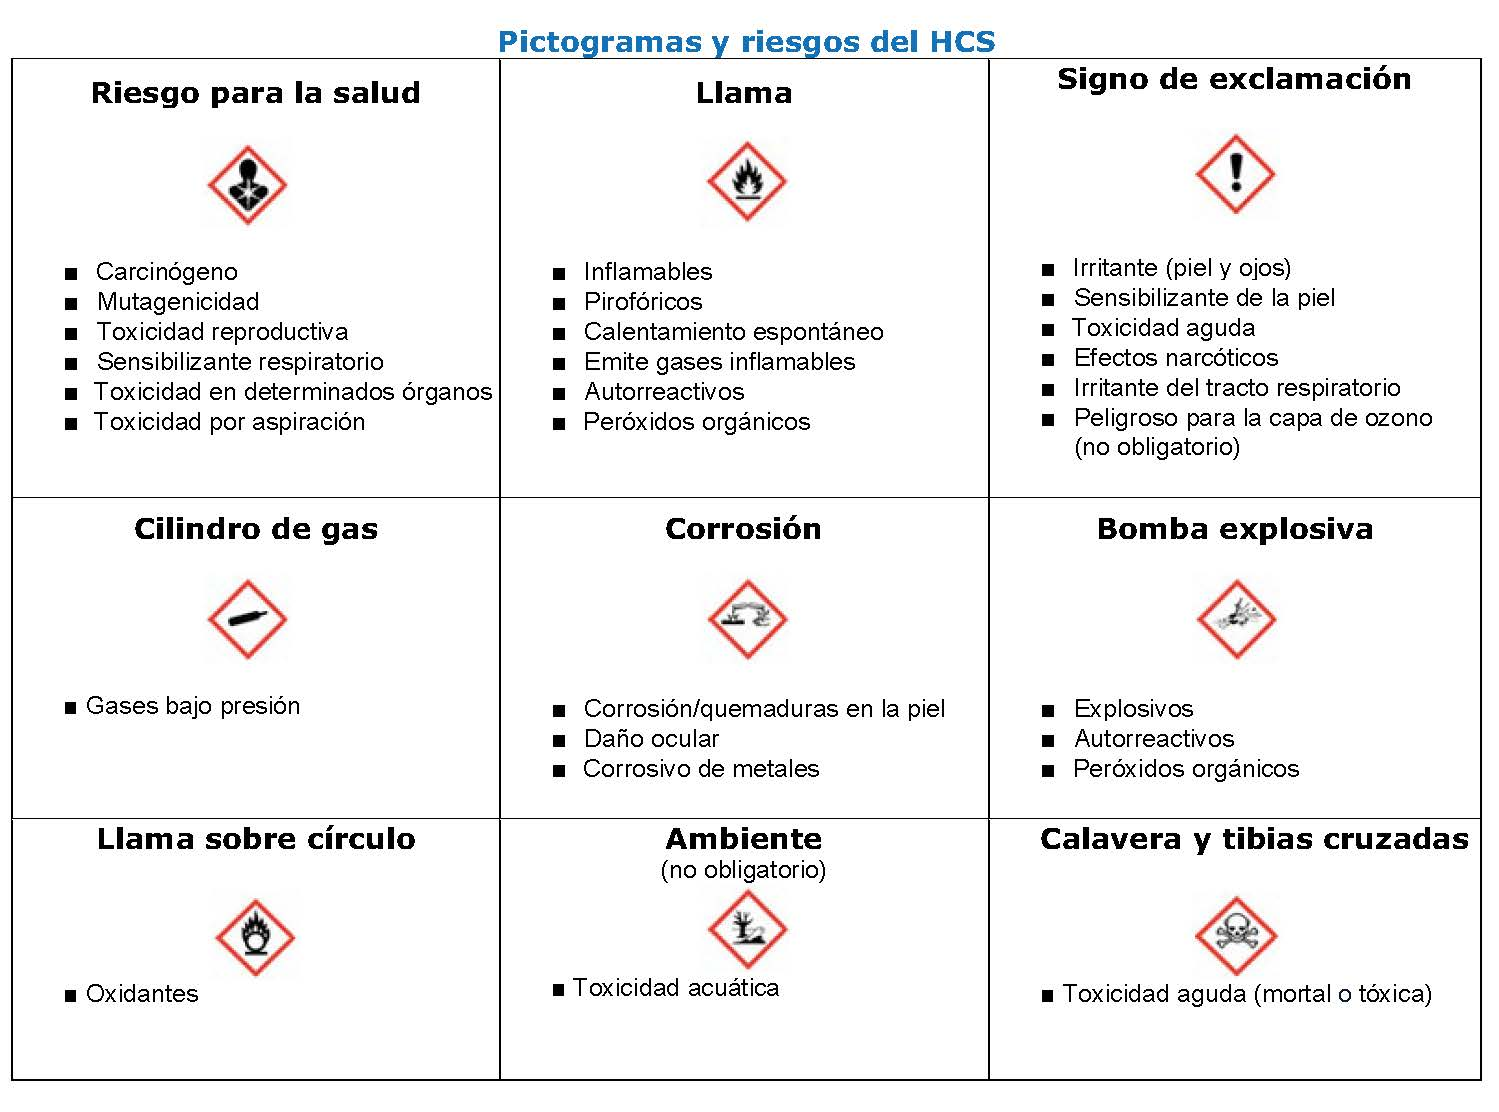 Pictogramas y riesgos del HCS
Riesgo para la salud
■ Carcinógeno
■ Mutagenicidad
■ Toxicidad reproductiva
■ Sensibilizante respiratorio
■ Toxicidad en determinados órganos
■ Toxicidad por aspiración
Llama
■ Inflamables
■ Pirofóricos
■ Calentamiento espontáneo
■ Emite gases inflamables
■ Autorreactivos
■ Peróxidos orgánicos
Signo de exclamación
■ Irritante (piel y ojos)
■ Sensibilizante de la piel
■ Toxicidad aguda
■ Efectos narcóticos
■ Irritante del tracto respiratorio
■ Peligroso para la capa de ozono
(no obligatorio)
Cilindro de gas
■ Gases bajo presión
Corrosión
■ Corrosión/quemaduras en la piel
■ Daño ocular
■ Corrosivo de metales
Bomba explosiva
■ Explosivos
■ Autorreactivos
■ Peróxidos orgánicos
Llama sobre círculo
■ Oxidantes
Ambiente
(no obligatorio)
■ Toxicidad acuática
Calavera y tibias cruzadas
■ Toxicidad aguda (mortal o tóxica)